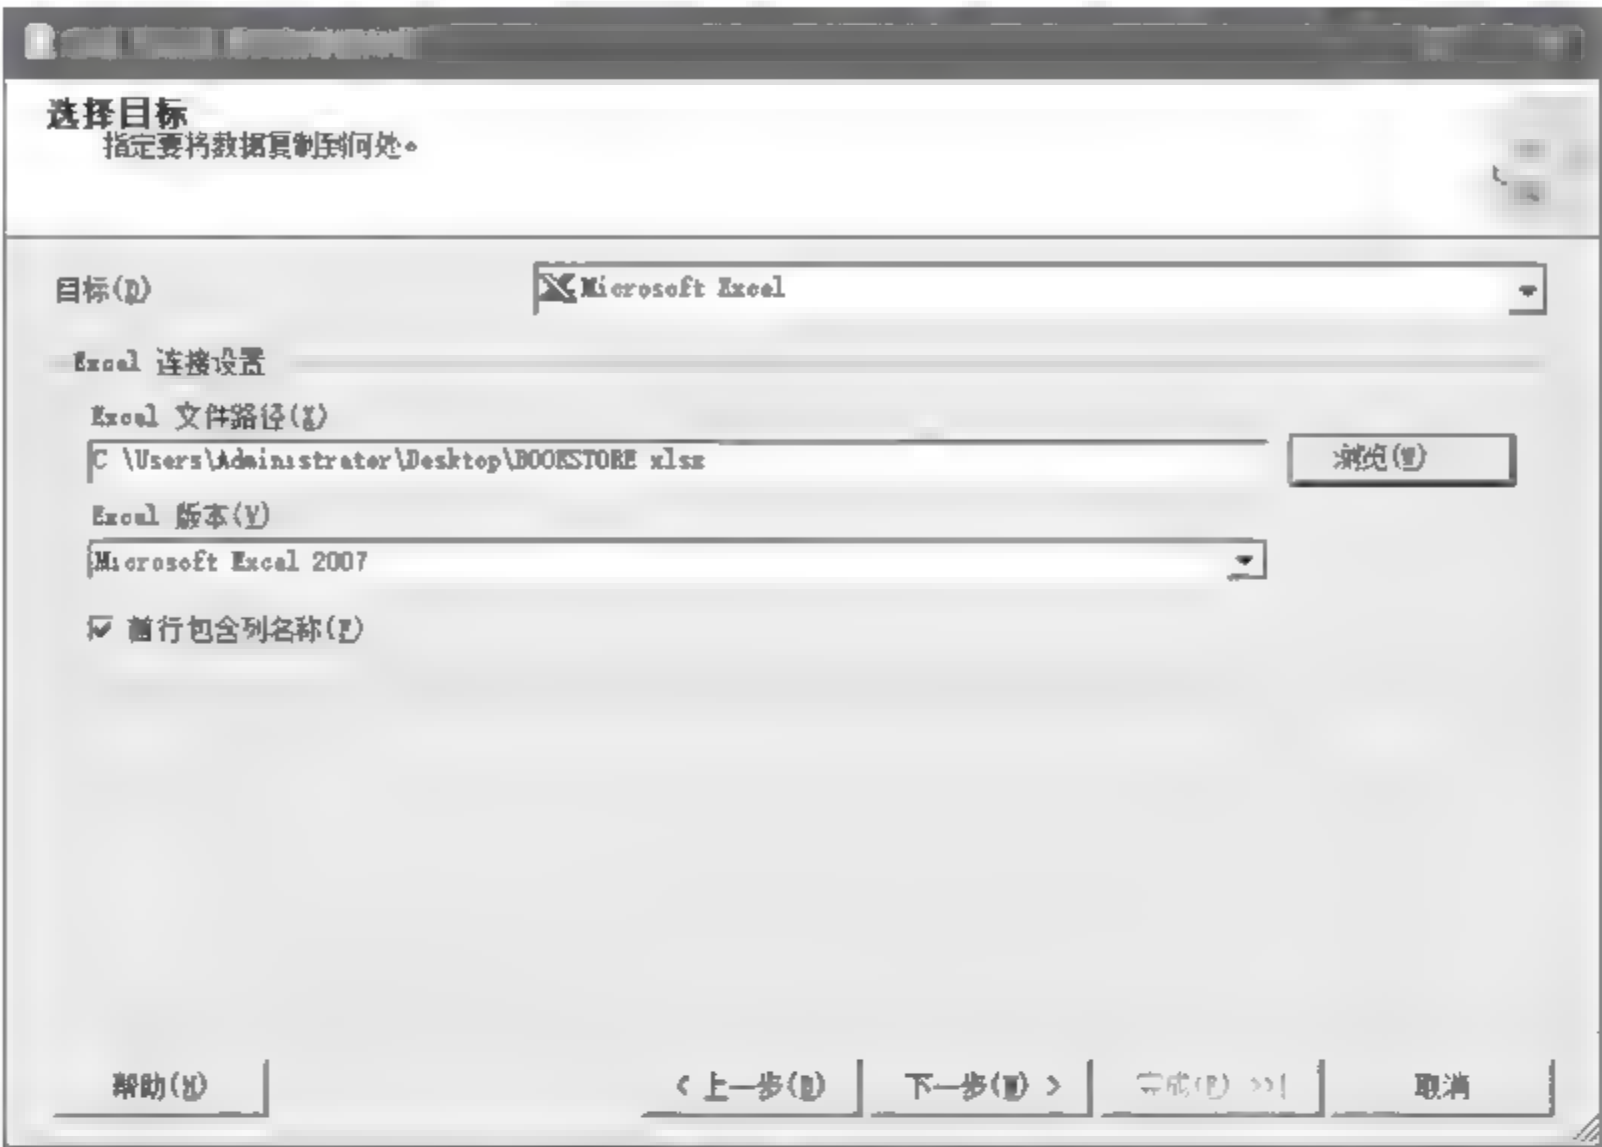 选择目标
指定要将数据复制到何处。
目标(D)
Microsoft Excel
Excel 连接设置
Excel 文件路径(X)
C \Users\Administrator\Desktop\BOOKSTORE xlsx
浏览(W)
Excel 版本(V)
Microsoft Excel 2007
首行包含列名称(F)
帮助(H)
< 上一步(B)
下一步(N) >
完成(F) >>|
取消